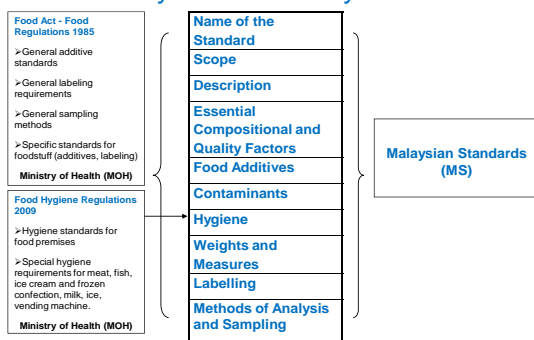 Food Act - Food
Regulations 1985
➢General additive
standards
➢General labeling
requirements
➢General sampling
methods
➢Specific standards for
foodstuff (additives, labeling)
Ministry of Health (MOH)
Food Hygiene Regulations
2009
➢Hygiene standards for
food premises
➢Special hygiene
requirements for meat, fish,
ice cream and frozen
confection, milk, ice,
vending machine.
Ministry of Health (MOH)
Name of the
Standard
Scope
Description
Essential
Compositional and
Quality Factors
Food Additives
Contaminants
Hygiene
Weights and
Measures
Labelling
Methods of Analysis
and Sampling
Malaysian Standards
(MS)